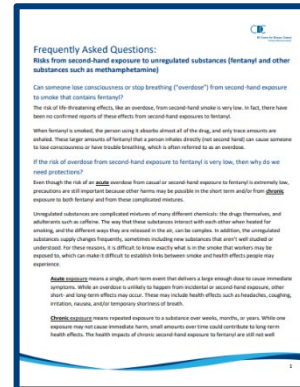 BC Centre for Disease Control
Frequently Asked Questions:
Risks from second-hand exposure to unregulated substances (fentanyl and other
substances such as methamphetamine)
Can someone lose consciousness or stop breathing ("overdose") from second-hand exposure
to smoke that contains fentanyl?
The risk of life-threatening effects, like an overdose, from second-hand smoke is very low. In fact, there have
been no confirmed reports of these effects from second-hand exposures to fentanyl.
When fentanyl is smoked, the person using it absorbs almost all of the drug, and only trace amounts are
exhaled. These larger amounts of fentanyl that a person inhales directly (not second hand) can cause someone
to lose consciousness or have trouble breathing, which is often referred to as an overdose.
If the risk of overdose from second-hand exposure to fentanyl is very low, then why do we
need protections?
Even though the risk of an acute overdose from casual or second-hand exposure to fentanyl is extremely low,
precautions are still important because other harms may be possible in the short term and/or from chronic
exposure to both fentanyl and from these complicated mixtures.
Unregulated substances are complicated mixtures of many different chemicals: the drugs themselves, and
adulterants such as caffeine. The way that these substances interact with each other when heated for
smoking, and the different ways they are released in the air, can be complex. In addition, the unregulated
substances supply changes frequently, sometimes including new substances that aren't well studied or
understood. For these reasons, it is difficult to know exactly what is in the smoke that workers may be
exposed to, which can make it difficult to establish links between smoke and health effects people may
experience.
Acute exposure means a single, short-term event that delivers a large enough dose to cause immediate
symptoms. While an overdose is unlikely to happen from incidental or second-hand exposure, other
short- and long-term effects may occur. These may include health effects such as headaches, coughing,
irritation, nausea, and/or temporary shortness of breath.
Chronic exposure means repeated exposure to a substance over weeks, months, or years. While one
exposure may not cause immediate harm, small amounts over time could contribute to long-term
health effects. The health impacts of chronic second-hand exposure to fentanyl are still not well
1